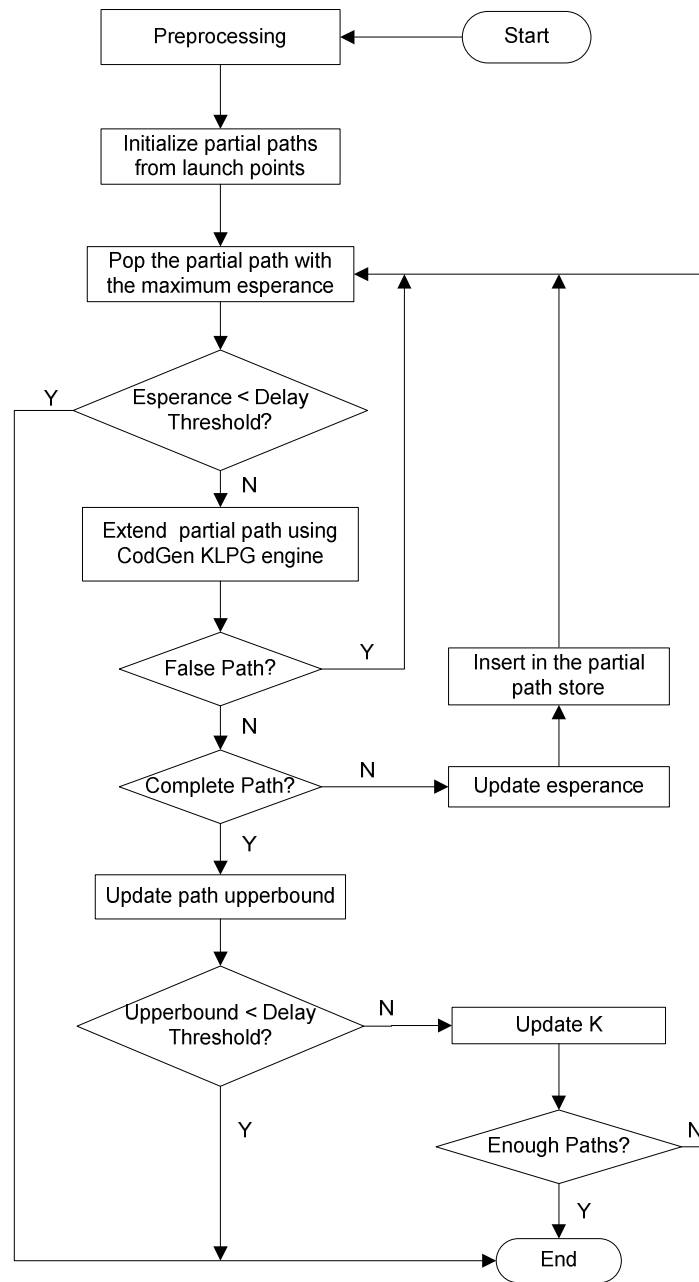 Preprocessing
Start
Initialize partial paths
from launch points
Pop the partial path with
the maximum esperance
Y
Esperance < Delay
Threshold?
N
Extend partial path using
CodGen KLPG engine
False Path?
Y
Insert in the partial
path store
N
Complete Path?
N
Update esperance
Y
Update path upperbound
Upperbound < Delay
Threshold?
N
Update K
Y
Enough Paths?
N
Y
End